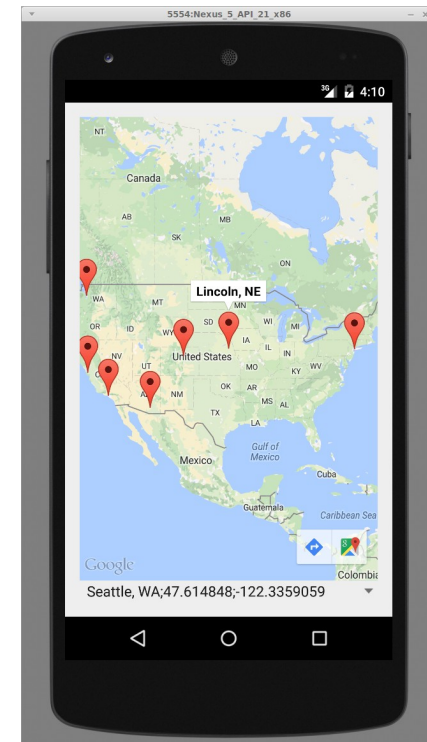 5554:Nexus_5_API_21_x86
3G 4:10
NT
Canada
AB
MB
SK
ON
Lincoln, NE
WA
MT
MN
OR
ID
WY
SD
WI
MI
IA
NV
UT
United States
IL
IN
MO
KY
WV
NM
OK
AR
MS
AL
TX
LA
Gulf of
Mexico
Mexico
Cuba
Guatemala
Caribbean Sea
Google
Colombia
Seattle, WA;47.614848;-122.3359059